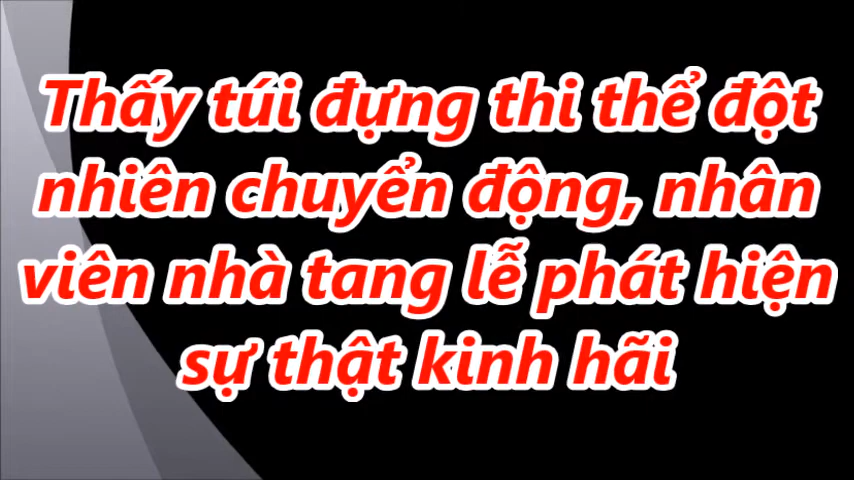 Thấy túi đựng thi thể đột
nhiên chuyển động, nhân
viên nhà tang lễ phát hiện
sự thật kinh hãi